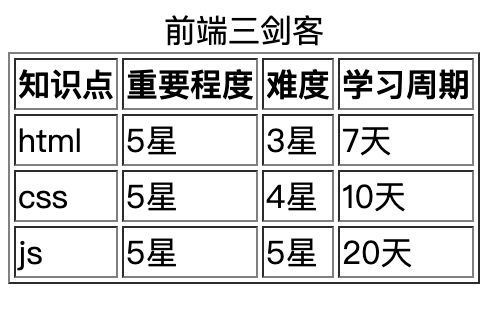 前端三剑客
知识点 重要程度 难度 学习周期
html 5星 3星 7天
css 5星 4星 10天
js 5星 5星 20天